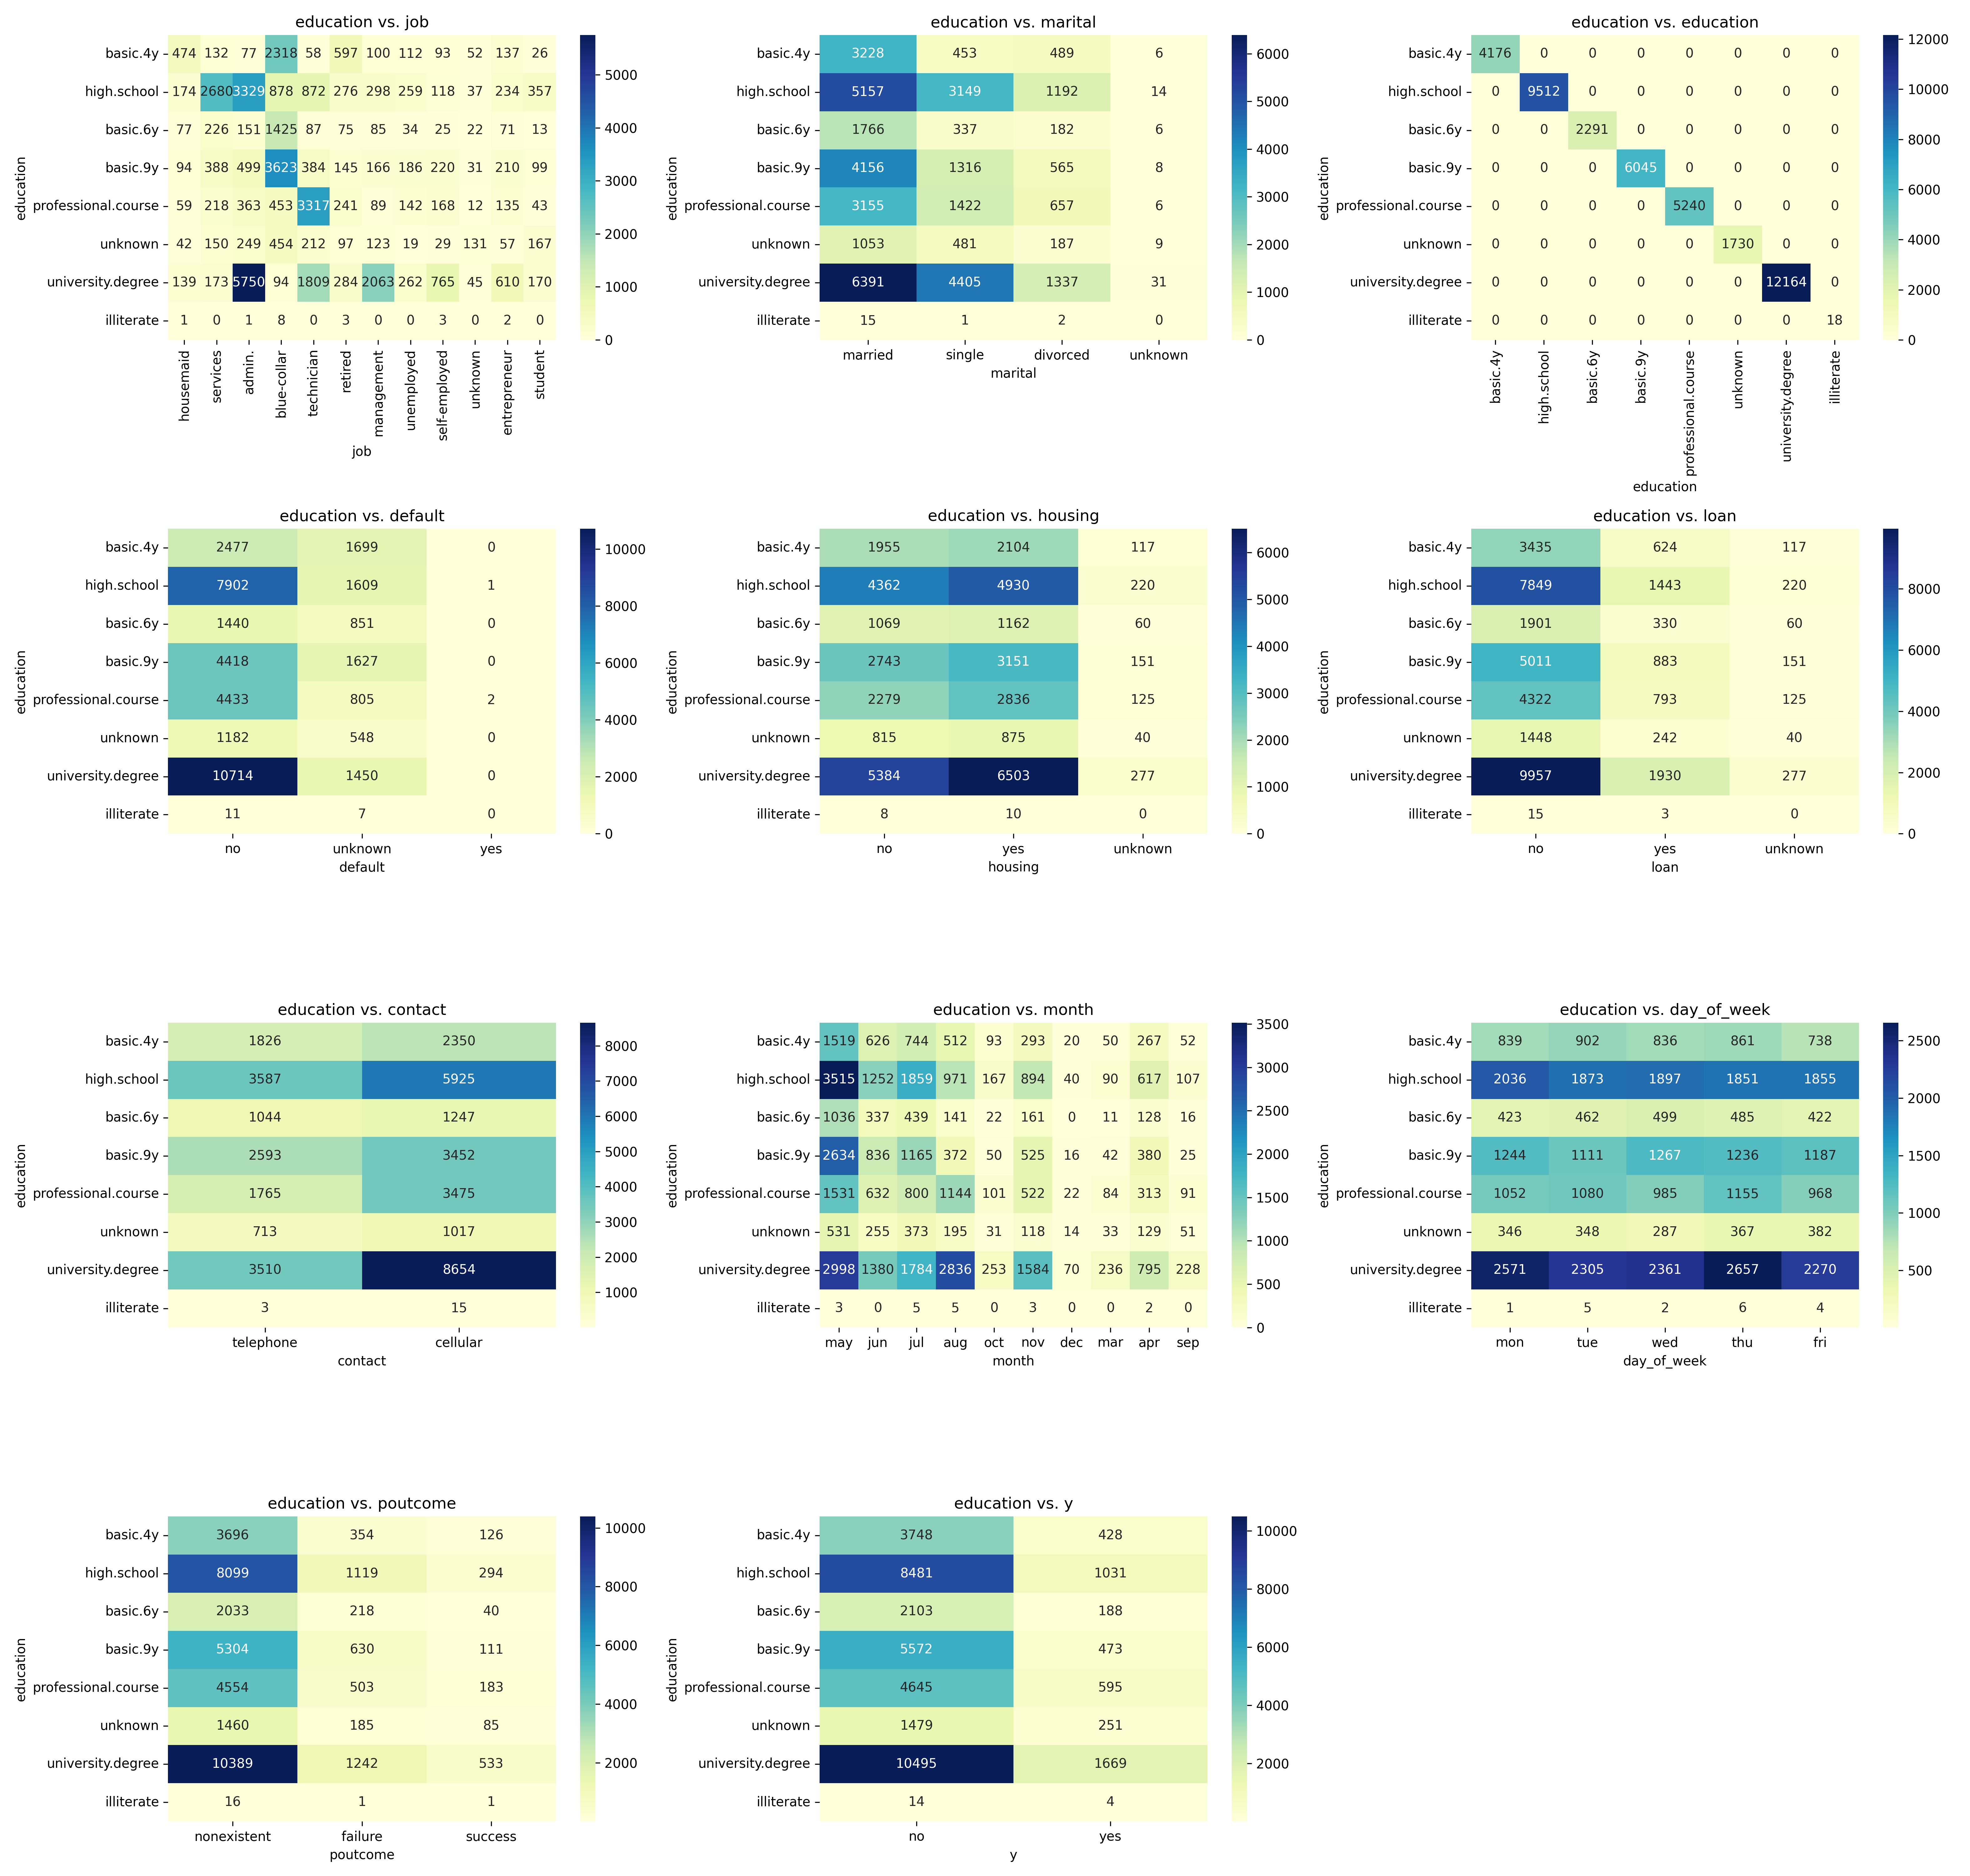 education vs. job
education
basic.4y 474 132 77 2318 58 597 100 112 93 52 137 26
high.school 174 2680 3329 878 872 276 298 259 118 37 234 357
basic.6y 77 226 151 1425 87 75 85 34 25 22 71 13
basic.9y 94 388 499 3623 384 145 166 186 220 31 210 99
professional.course 59 218 363 453 3317 241 89 142 168 12 135 43
unknown 42 150 249 454 212 97 123 19 29 131 57 167
university.degree 139 173 5750 94 1809 284 2063 262 765 45 610 170
illiterate 1 0 1 8 0 3 0 0 3 0 2 0
housemaid services admin. blue-collar technician retired management unemployed self-employed unknown entrepreneur student
job
5000
4000
3000
2000
1000
0
education vs. marital
education
basic.4y 3228 453 489 6
high.school 5157 3149 1192 14
basic.6y 1766 337 182 6
basic.9y 4156 1316 565 8
professional.course 3155 1422 657 6
unknown 1053 481 187 9
university.degree 6391 4405 1337 31
illiterate 15 1 2 0
married single divorced unknown
marital
6000
5000
4000
3000
2000
1000
0
education vs. education
education
basic.4y 4176 0 0 0 0 0 0 0
high.school 0 9512 0 0 0 0 0 0
basic.6y 0 0 2291 0 0 0 0 0
basic.9y 0 0 0 6045 0 0 0 0
professional.course 0 0 0 0 5240 0 0 0
unknown 0 0 0 0 0 1730 0 0
university.degree 0 0 0 0 0 0 12164 0
illiterate 0 0 0 0 0 0 0 18
basic.4y high.school basic.6y basic.9y professional.course unknown university.degree illiterate
education
12000
10000
8000
6000
4000
2000
0
education vs. default
education
basic.4y 2477 1699 0
high.school 7902 1609 1
basic.6y 1440 851 0
basic.9y 4418 1627 0
professional.course 4433 805 2
unknown 1182 548 0
university.degree 10714 1450 0
illiterate 11 7 0
no unknown yes
default
10000
8000
6000
4000
2000
0
education vs. housing
education
basic.4y 1955 2104 117
high.school 4362 4930 220
basic.6y 1069 1162 60
basic.9y 2743 3151 151
professional.course 2279 2836 125
unknown 815 875 40
university.degree 5384 6503 277
illiterate 8 10 0
no yes unknown
housing
6000
5000
4000
3000
2000
1000
0
education vs. loan
education
basic.4y 3435 624 117
high.school 7849 1443 220
basic.6y 1901 330 60
basic.9y 5011 883 151
professional.course 4322 793 125
unknown 1448 242 40
university.degree 9957 1930 277
illiterate 15 3 0
no yes unknown
loan
8000
6000
4000
2000
0
education vs. contact
education
basic.4y 1826 2350
high.school 3587 5925
basic.6y 1044 1247
basic.9y 2593 3452
professional.course 1765 3475
unknown 713 1017
university.degree 3510 8654
illiterate 3 15
telephone cellular
contact
8000
7000
6000
5000
4000
3000
2000
1000
education vs. month
education
basic.4y 1519 626 744 512 93 293 20 50 267 52
high.school 3515 1252 1859 971 167 894 40 90 617 107
basic.6y 1036 337 439 141 22 161 0 11 128 16
basic.9y 2634 836 1165 372 50 525 16 42 380 25
professional.course 1531 632 800 1144 101 522 22 84 313 91
unknown 531 255 373 195 31 118 14 33 129 51
university.degree 2998 1380 1784 2836 253 1584 70 236 795 228
illiterate 3 0 5 5 0 3 0 0 2 0
may jun jul aug oct nov dec mar apr sep
month
3500
3000
2500
2000
1500
1000
500
0
education vs. day_of_week
education
basic.4y 839 902 836 861 738
high.school 2036 1873 1897 1851 1855
basic.6y 423 462 499 485 422
basic.9y 1244 1111 1267 1236 1187
professional.course 1052 1080 985 1155 968
unknown 346 348 287 367 382
university.degree 2571 2305 2361 2657 2270
illiterate 1 5 2 6 4
mon tue wed thu fri
day_of_week
2500
2000
1500
1000
500
education vs. poutcome
education
basic.4y 3696 354 126
high.school 8099 1119 294
basic.6y 2033 218 40
basic.9y 5304 630 111
professional.course 4554 503 183
unknown 1460 185 85
university.degree 10389 1242 533
illiterate 16 1 1
nonexistent failure success
poutcome
10000
8000
6000
4000
2000
education vs. y
education
basic.4y 3748 428
high.school 8481 1031
basic.6y 2103 188
basic.9y 5572 473
professional.course 4645 595
unknown 1479 251
university.degree 10495 1669
illiterate 14 4
no yes
y
10000
8000
6000
4000
2000